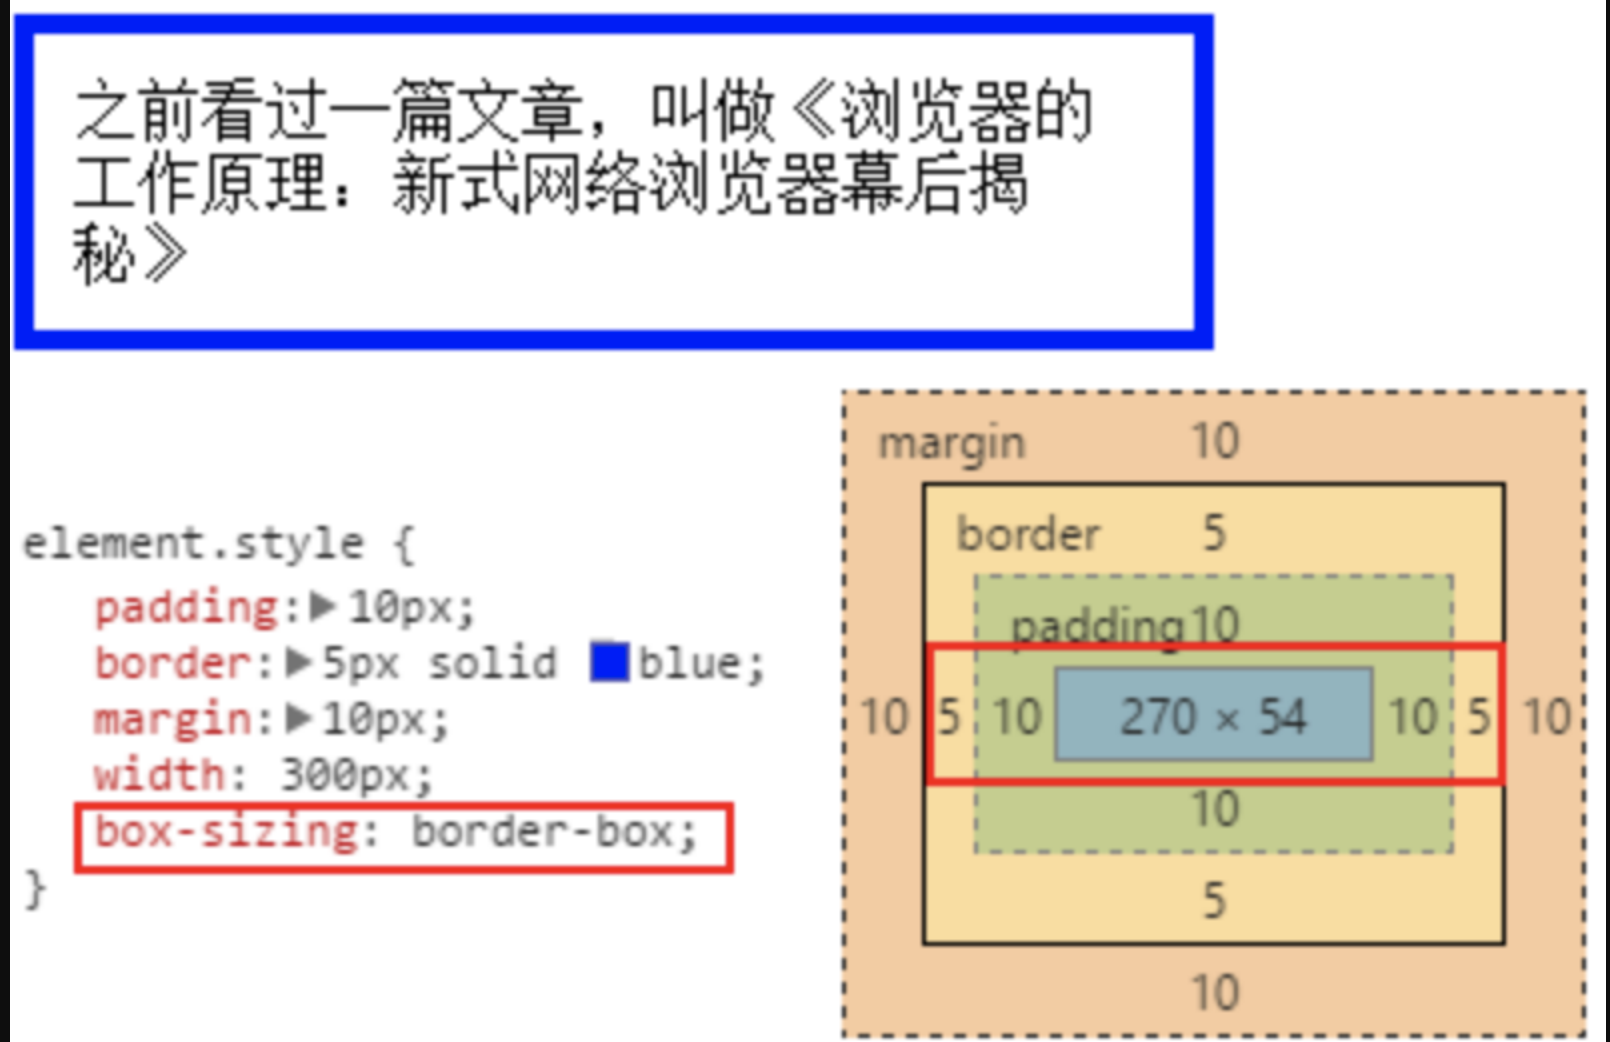 之前看过一篇文章，叫做《浏览器的
工作原理：新式网络浏览器幕后揭
秘》
element.style {
padding:▶10px;
border:▶5px solid blue;
margin:▶10px;
width: 300px;
box-sizing: border-box;
}
margin 10
border 5
padding10
10 5 10 270 × 54 10 5 10
10
5
10